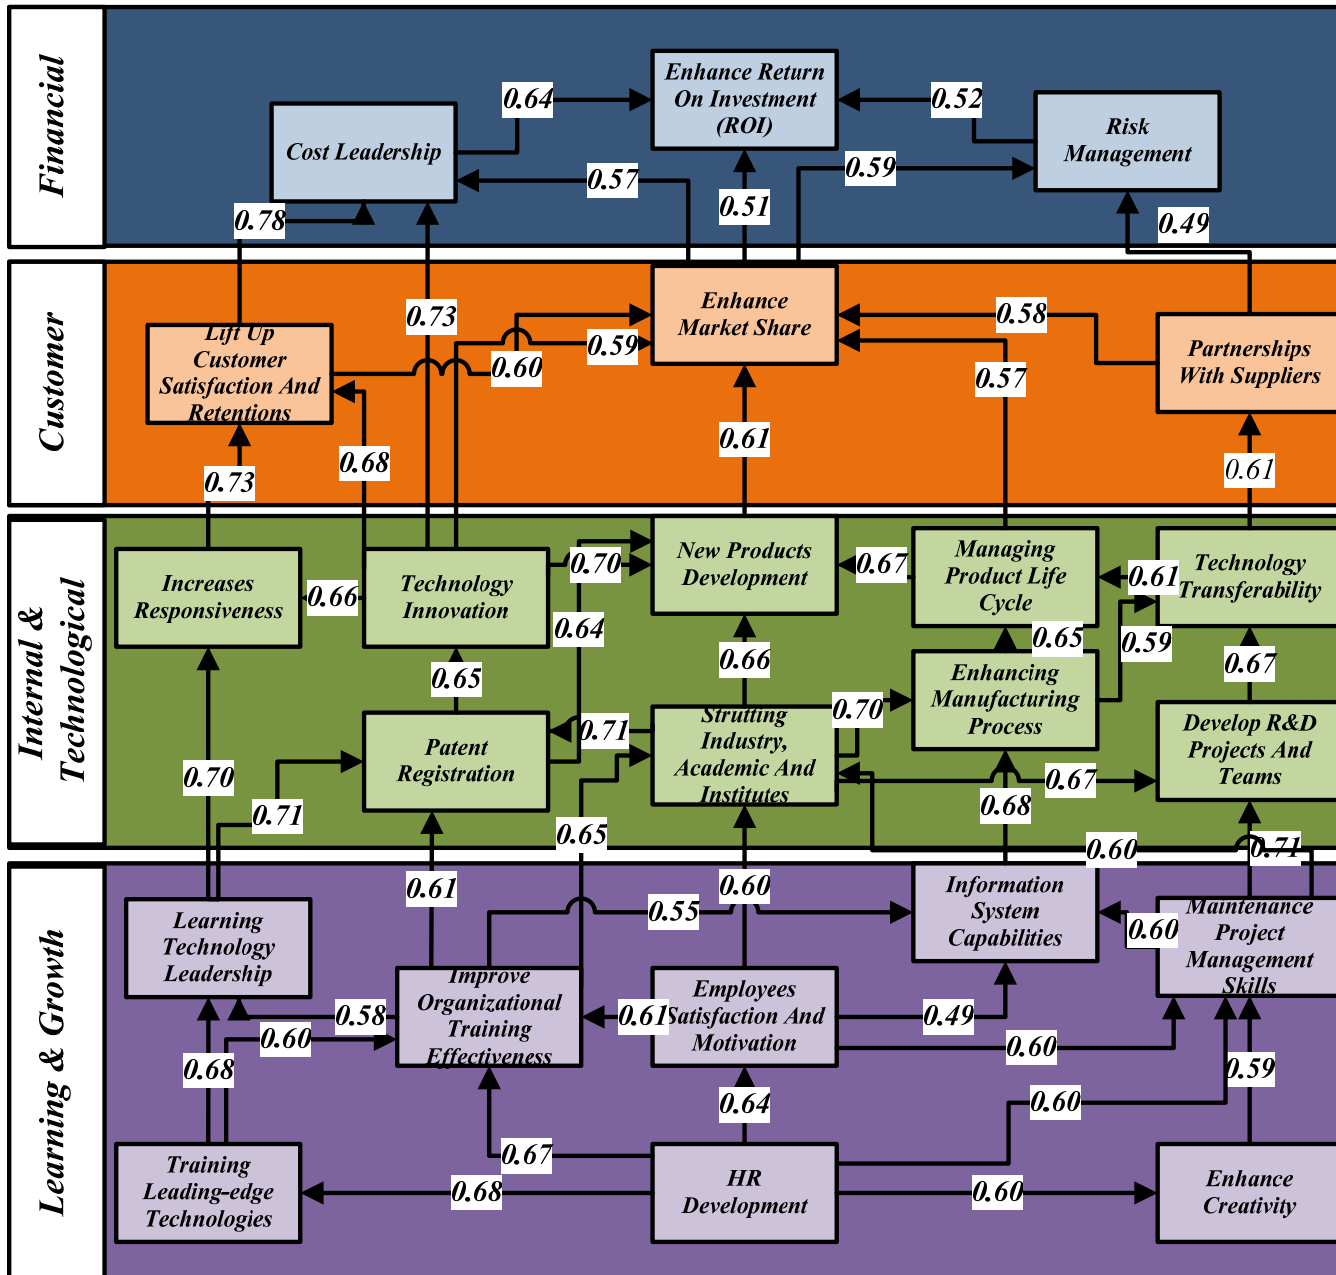 Financial
Enhance Return
On Investment
(ROI)
0.64
0.52
Cost Leadership
Risk
Management
0.57
0.51
0.59
0.78
0.49
Customer
Enhance
Market Share
0.73
0.59
0.60
0.58
0.57
Lift Up
Customer
Satisfaction And
Retentions
Partnerships
With Suppliers
0.73
0.68
0.61
0.61
Internal &
Technological
Increases
Responsiveness
0.66
Technology
Innovation
0.70
0.64
New Products
Development
0.67
Managing
Product Life
Cycle
0.61
Technology
Transferability
0.65
0.66
0.65
0.59
0.67
Patent
Registration
0.71
Strutting
Industry,
Academic And
Institutes
0.70
Enhancing
Manufacturing
Process
Develop R&D
Projects And
Teams
0.70
0.71
0.65
0.67
0.68
0.60
0.71
Learning & Growth
0.61
0.60
0.55
Learning
Technology
Leadership
Information
System
Capabilities
0.60
Maintenance
Project
Management
Skills
0.58
0.60
0.68
Improve
Organizational
Training
Effectiveness
0.61
Employees
Satisfaction And
Motivation
0.49
0.60
0.59
0.64
0.60
0.67
Training
Leading-edge
Technologies
0.68
HR
Development
0.60
Enhance
Creativity